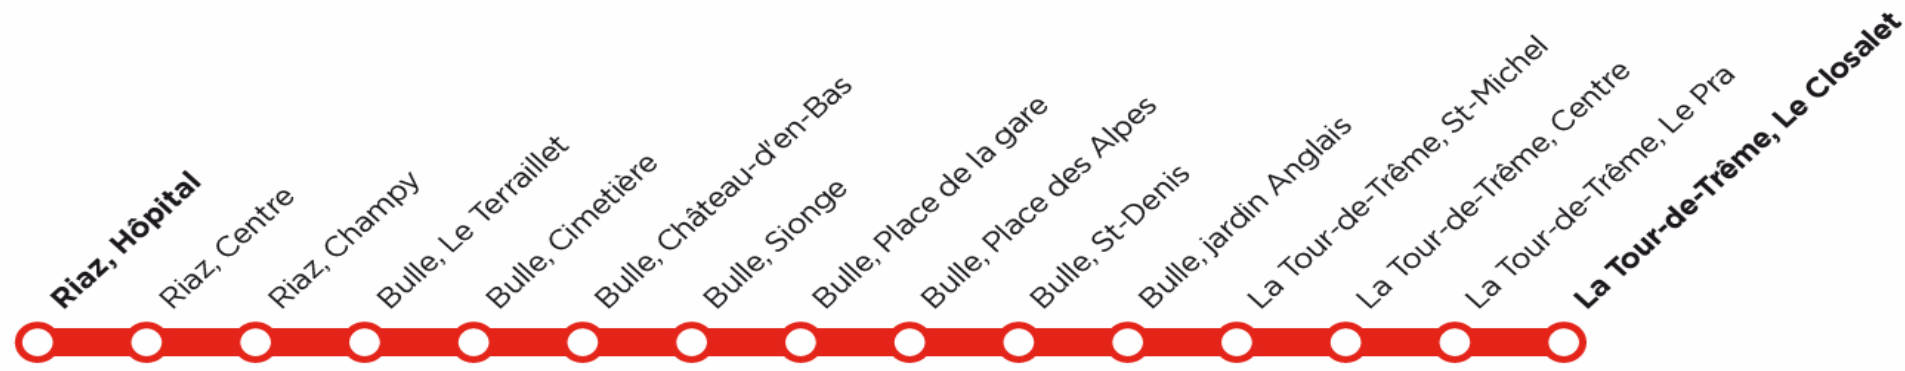 Riaz, Hôpital
Riaz, Centre
Riaz, Champy
Bulle, Le Terraillet
Bulle, Cimetière
Bulle, Château-d'en-Bas
Bulle, Sionge
Bulle, Place de la gare
Bulle, Place des Alpes
Bulle, St-Denis
Bulle, jardin Anglais
La Tour-de-Trême, St-Michel
La Tour-de-Trême, Centre
La Tour-de-Trême, Le Pra
La Tour-de-Trême, Le Closalet